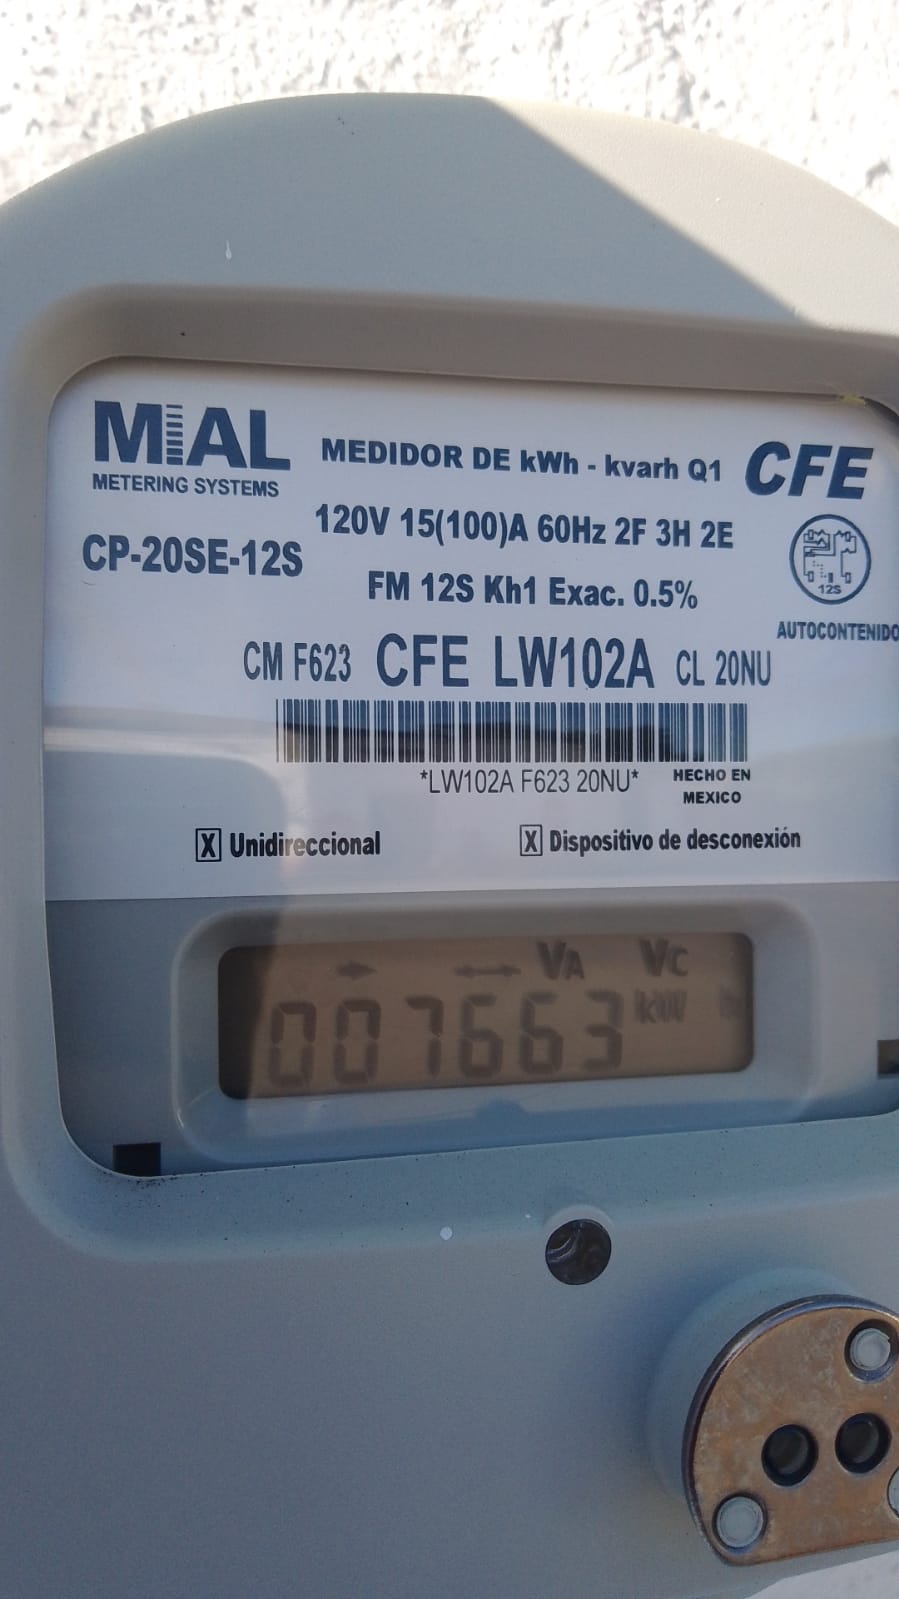 MIAL
METERING SYSTEMS
MEDIDOR DE kWh - kvarh Q1
CFE
120V 15(100)A 60Hz 2F 3H 2E
CP-20SE-12S
FM 12S Kh1 Exac. 0.5%
12S
AUTOCONTENIDO
CM F623 CFE LW102A CL 20NU
*LW102A F623 20NU*
HECHO EN
MEXICO
X Unidireccional
X Dispositivo de desconexión
VA VC
007663 kW h